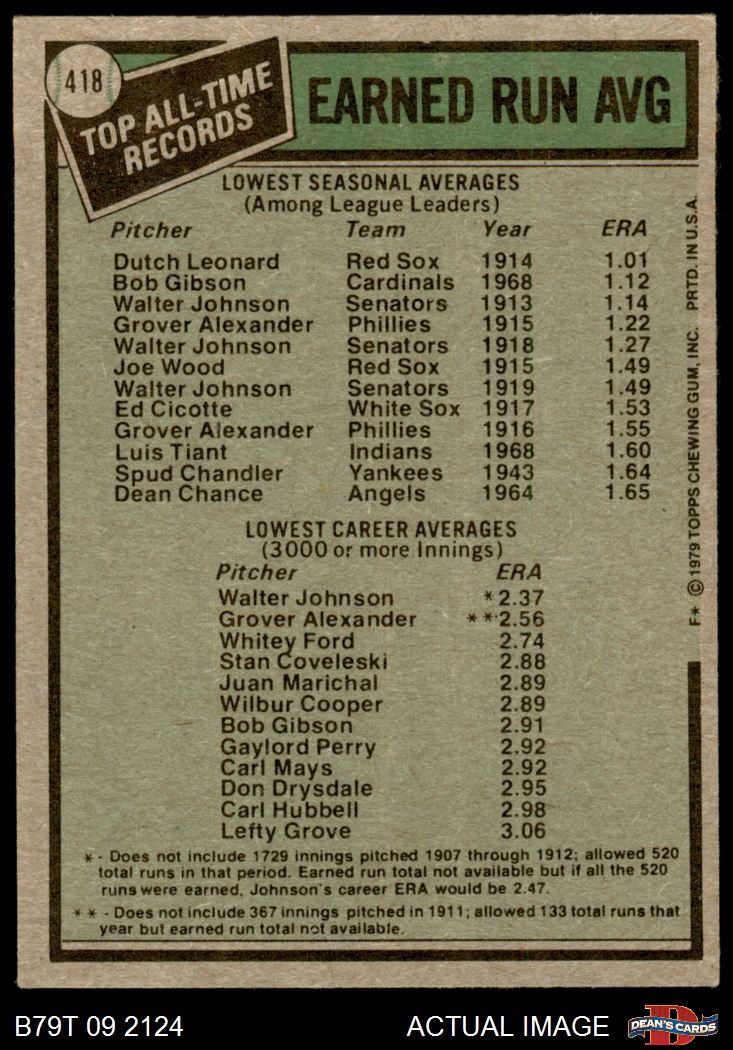 418
TOP ALL-TIME
RECORDS
EARNED RUN AVG
LOWEST SEASONAL AVERAGES
(Among League Leaders)
Pitcher Team Year ERA
Dutch Leonard Red Sox 1914 1.01
Bob Gibson Cardinals 1968 1.12
Walter Johnson Senators 1913 1.14
Grover Alexander Phillies 1915 1.22
Walter Johnson Senators 1918 1.27
Joe Wood Red Sox 1915 1.49
Walter Johnson Senators 1919 1.49
Ed Cicotte White Sox 1917 1.53
Grover Alexander Phillies 1916 1.55
Luis Tiant Indians 1968 1.60
Spud Chandler Yankees 1943 1.64
Dean Chance Angels 1964 1.65
LOWEST CAREER AVERAGES
(3000 or more Innings)
Pitcher ERA
Walter Johnson *2.37
Grover Alexander **2.56
Whitey Ford 2.74
Stan Coveleski 2.88
Juan Marichal 2.89
Wilbur Cooper 2.89
Bob Gibson 2.91
Gaylord Perry 2.92
Carl Mays 2.92
Don Drysdale 2.95
Carl Hubbell 2.98
Lefty Grove 3.06
* - Does not include 1729 innings pitched 1907 through 1912; allowed 520
total runs in that period. Earned run total not available but if all the 520
runs were earned, Johnson's career ERA would be 2.47.
* * - Does not include 367 innings pitched in 1911; allowed 133 total runs that
year but earned run total not available.
F* © 1979 TOPPS CHEWING GUM, INC. PRTD. IN U.S.A.
B79T 09 2124 ACTUAL IMAGE
D
DEAN'S CARDS